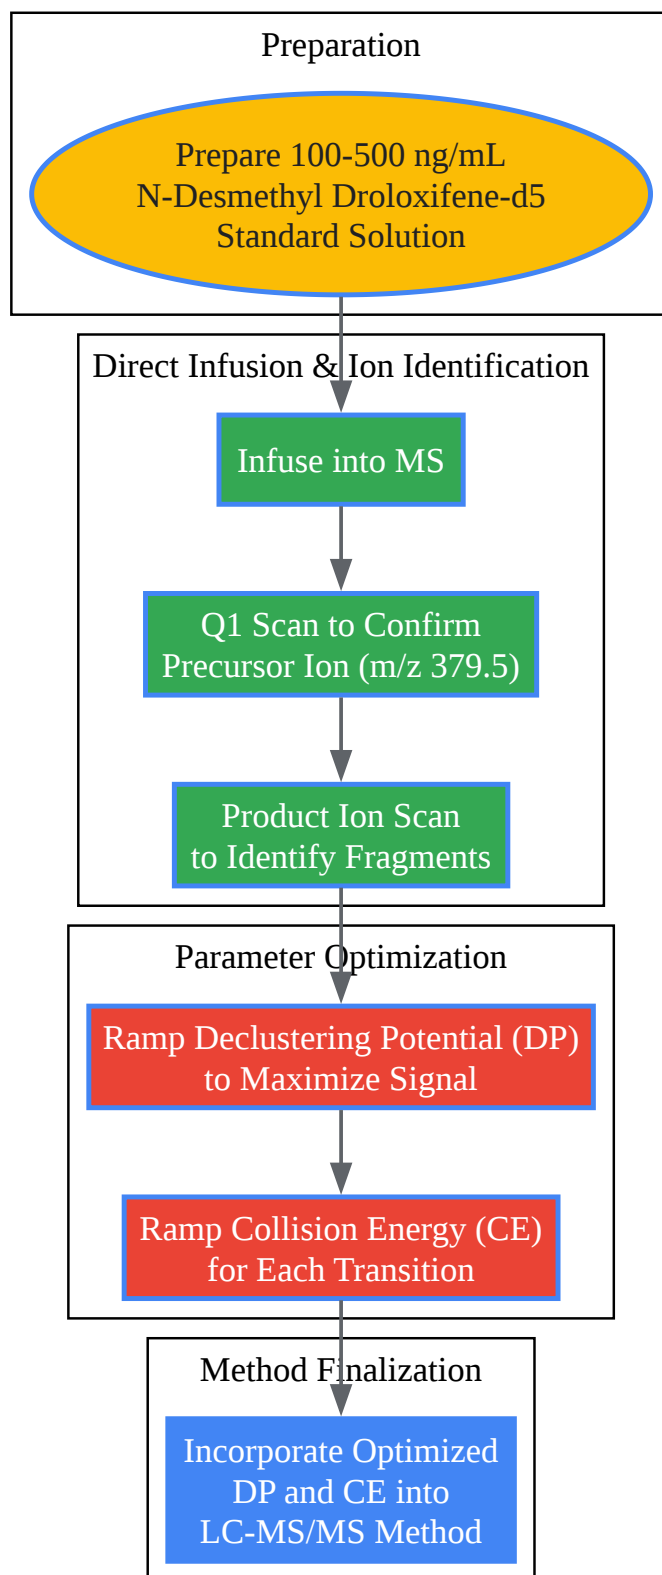 Preparation
Prepare 100-500 ng/mL
N-Desmethyl Droloxifene-d5
Standard Solution
Direct Infusion & Ion Identification
Infuse into MS
Q1 Scan to Confirm
Precursor Ion (m/z 379.5)
Product Ion Scan
to Identify Fragments
Parameter Optimization
Ramp Declustering Potential (DP)
to Maximize Signal
Ramp Collision Energy (CE)
for Each Transition
Method Finalization
Incorporate Optimized
DP and CE into
LC-MS/MS Method